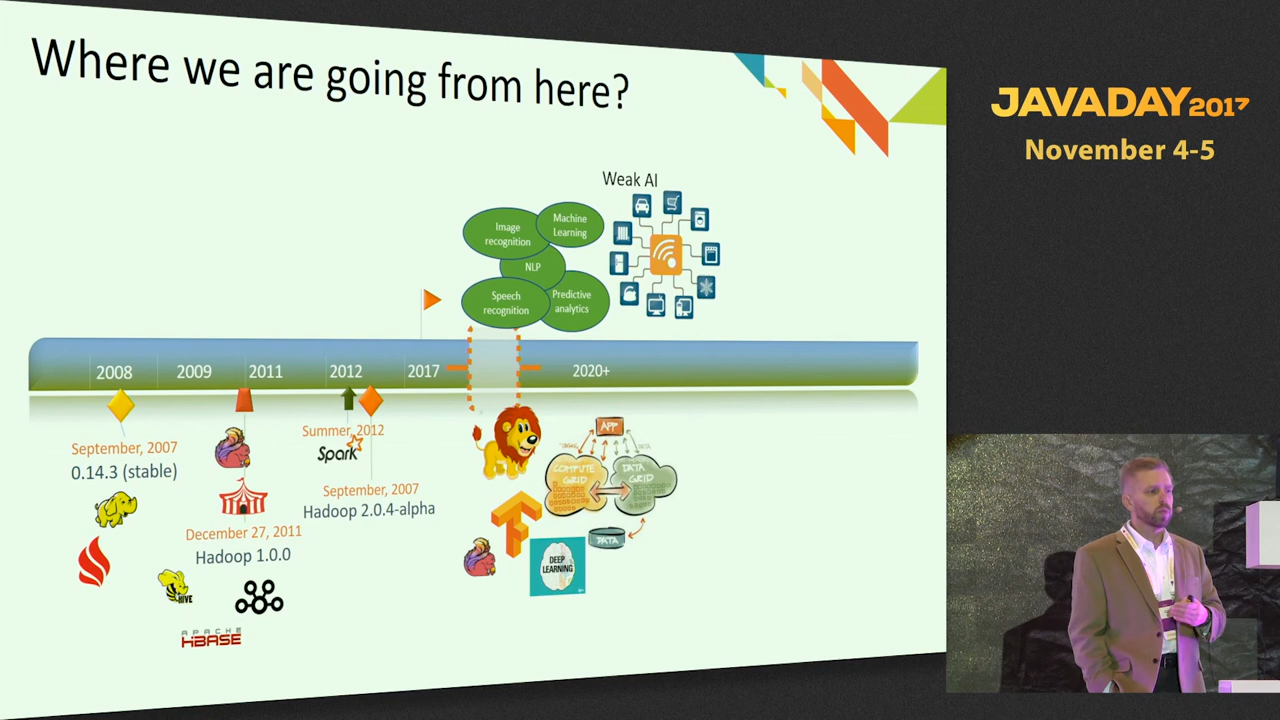 Where we are going from here?
JAVADAY2017
November 4-5
Weak AI
Image
recognition
Machine
Learning
NLP
Speech
recognition
Predictive
analytics
2008
2009
2011
2012
2017
2020+
September, 2007
0.14.3 (stable)
December 27, 2011
Hadoop 1.0.0
HIVE
APACHE
HBASE
Summer, 2012
Spark
September, 2007
Hadoop 2.0.4-alpha
APP
COMPUTE
GRID
DATA
GRID
DATA
DEEP
LEARNING